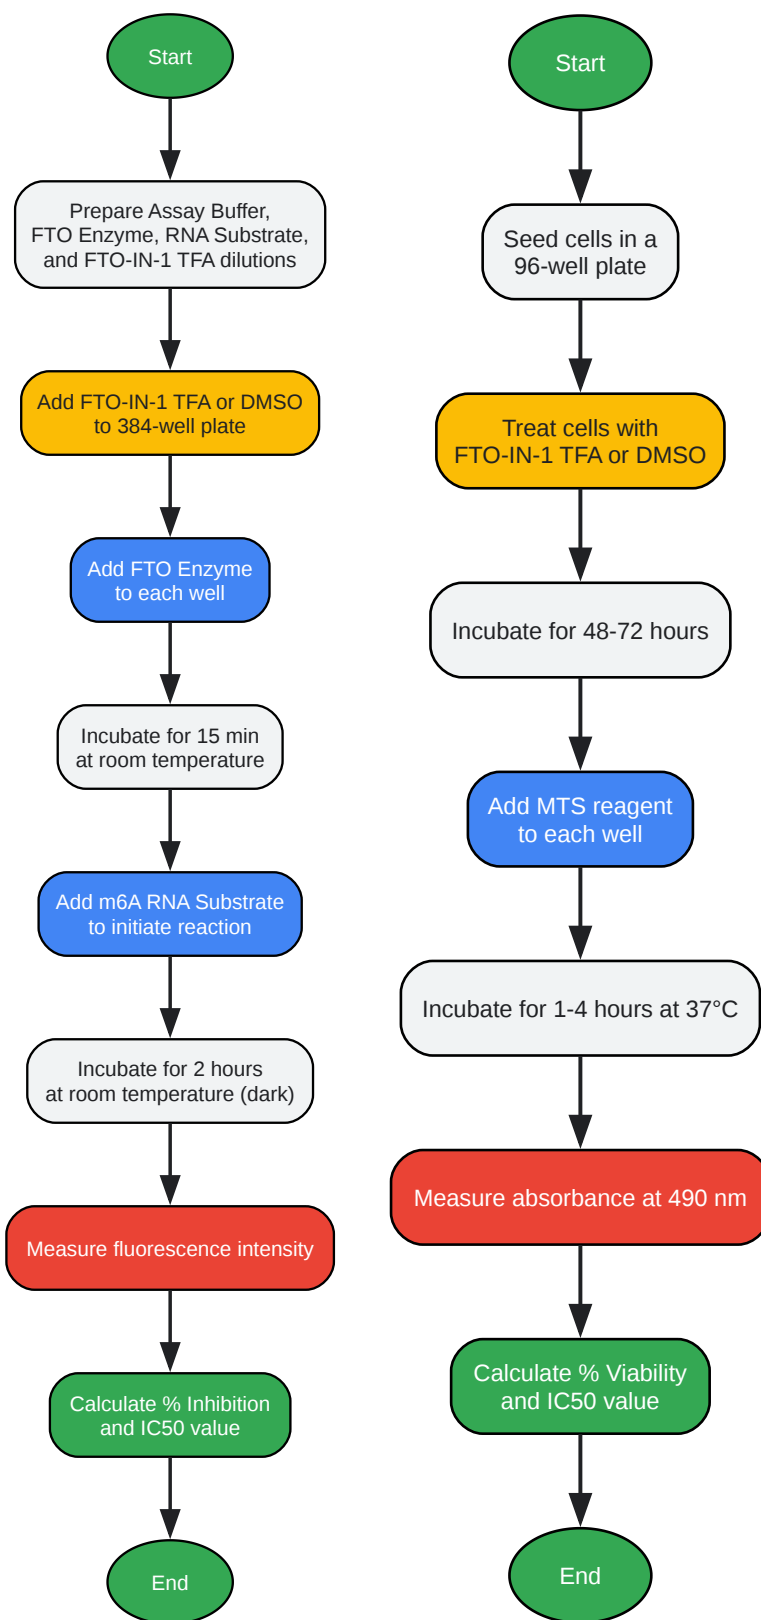 Start
Prepare Assay Buffer,
FTO Enzyme, RNA Substrate,
and FTO-IN-1 TFA dilutions
Add FTO-IN-1 TFA or DMSO
to 384-well plate
Add FTO Enzyme
to each well
Incubate for 15 min
at room temperature
Add m6A RNA Substrate
to initiate reaction
Incubate for 2 hours
at room temperature (dark)
Measure fluorescence intensity
Calculate % Inhibition
and IC50 value
End
Start
Seed cells in a
96-well plate
Treat cells with
FTO-IN-1 TFA or DMSO
Incubate for 48-72 hours
Add MTS reagent
to each well
Incubate for 1-4 hours at 37°C
Measure absorbance at 490 nm
Calculate % Viability
and IC50 value
End